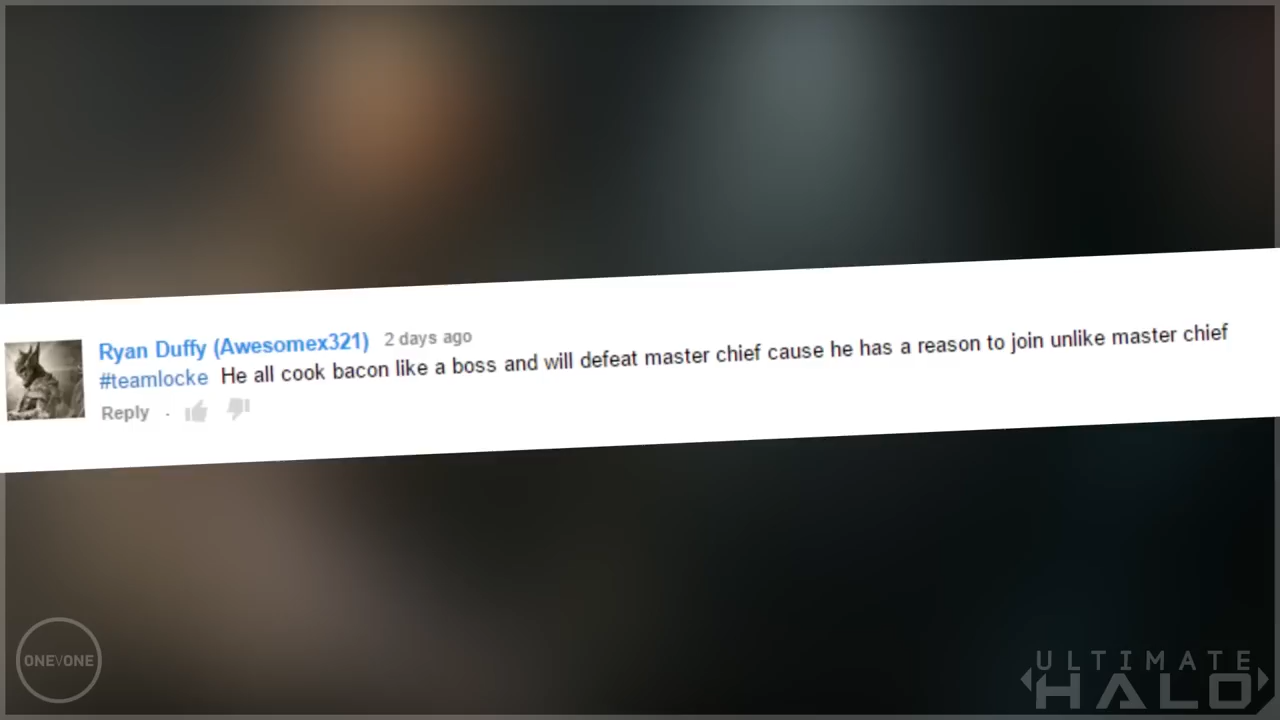 Ryan Duffy (Awesomex321) 2 days ago
#teamlocke He all cook bacon like a boss and will defeat master chief cause he has a reason to join unlike master chief
Reply ·
ONEVONE
ULTIMATE
HALO